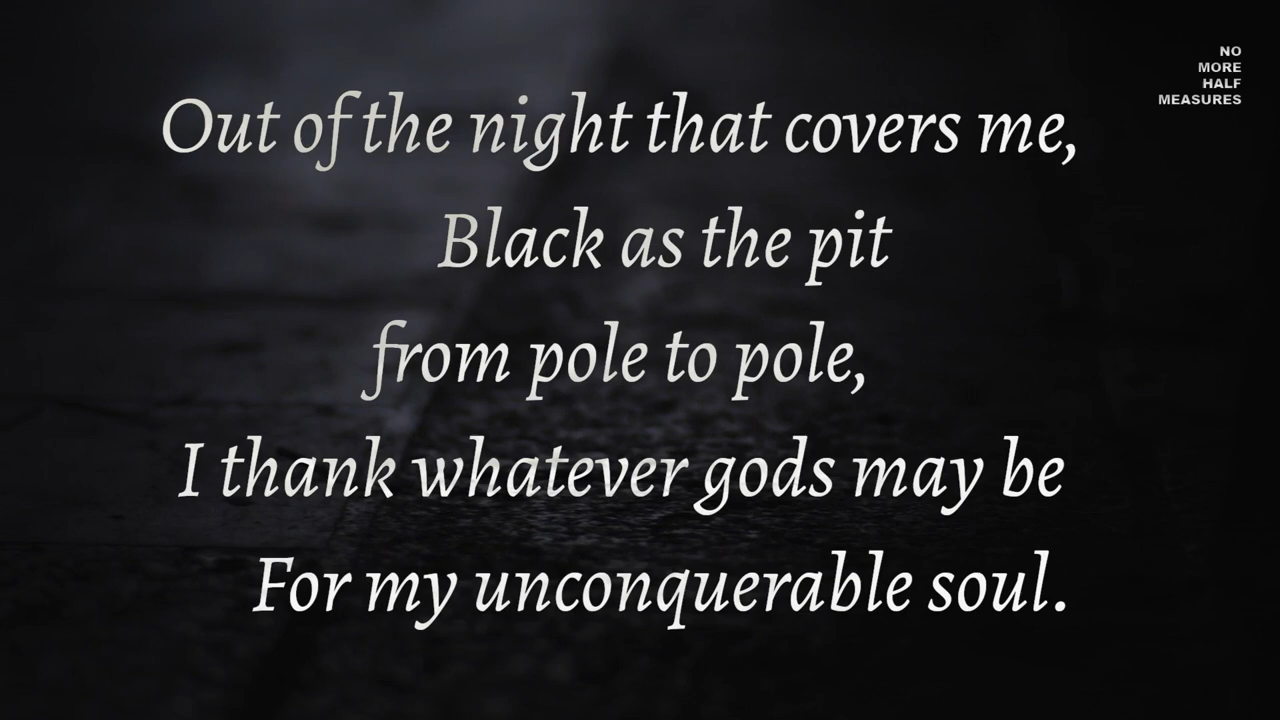 NO
MORE
HALF
MEASURES
Out of the night that covers me,
Black as the pit
from pole to pole,
I thank whatever gods may be
For my unconquerable soul.